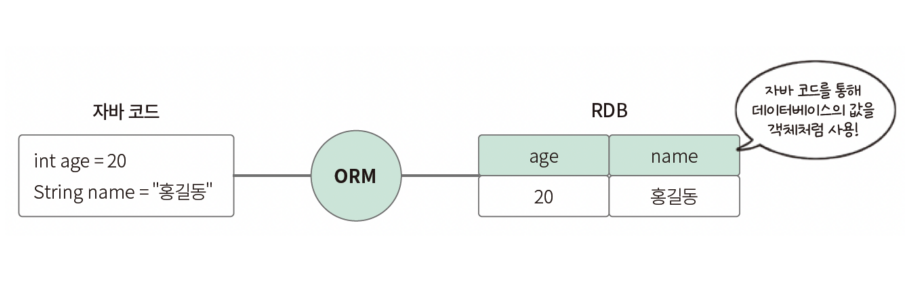 자바 코드
int age = 20
String name = "홍길동"
ORM
RDB
age name
20 홍길동
자바 코드를 통해
데이터베이스의 값을
객체처럼 사용!